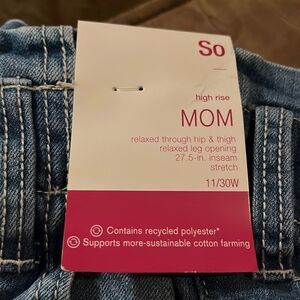 So
high rise
MOM
relaxed through hip & thigh
relaxed leg opening
27.5-in. inseam
stretch
11/30W
Contains recycled polyester*
Supports more-sustainable cotton farming